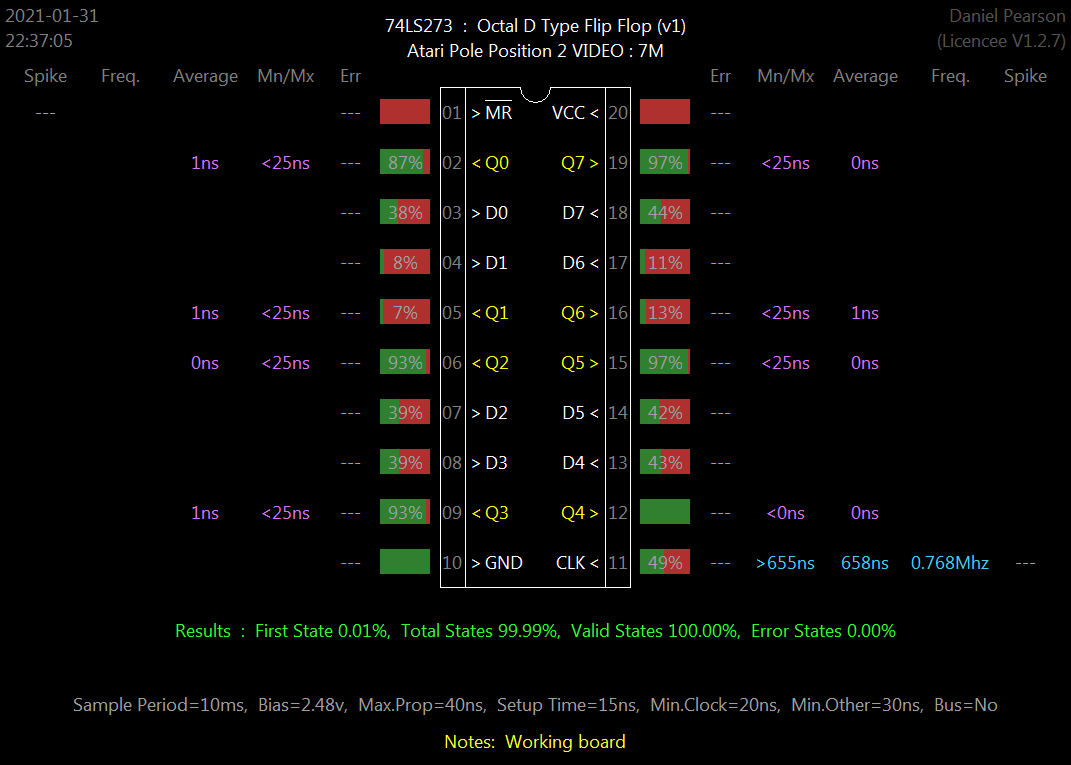 2021-01-31
22:37:05
74LS273 : Octal D Type Flip Flop (v1)
Atari Pole Position 2 VIDEO : 7M
Daniel Pearson
(Licencee V1.2.7)
Spike Freq. Average Mn/Mx Err Err Mn/Mx Average Freq. Spike
--- --- 01 > MR VCC < 20 ---
1ns <25ns --- 87% 02 < Q0 Q7 > 19 97% --- <25ns 0ns
--- 38% 03 > D0 D7 < 18 44% ---
--- 8% 04 > D1 D6 < 17 11% ---
1ns <25ns --- 7% 05 < Q1 Q6 > 16 13% --- <25ns 1ns
0ns <25ns --- 93% 06 < Q2 Q5 > 15 97% --- <25ns 0ns
--- 39% 07 > D2 D5 < 14 42% ---
--- 39% 08 > D3 D4 < 13 43% ---
1ns <25ns --- 93% 09 < Q3 Q4 > 12 --- <0ns 0ns
--- 10 > GND CLK < 11 49% --- >655ns 658ns 0.768Mhz ---
Results : First State 0.01%, Total States 99.99%, Valid States 100.00%, Error States 0.00%
Sample Period=10ms, Bias=2.48v, Max.Prop=40ns, Setup Time=15ns, Min.Clock=20ns, Min.Other=30ns, Bus=No
Notes: Working board